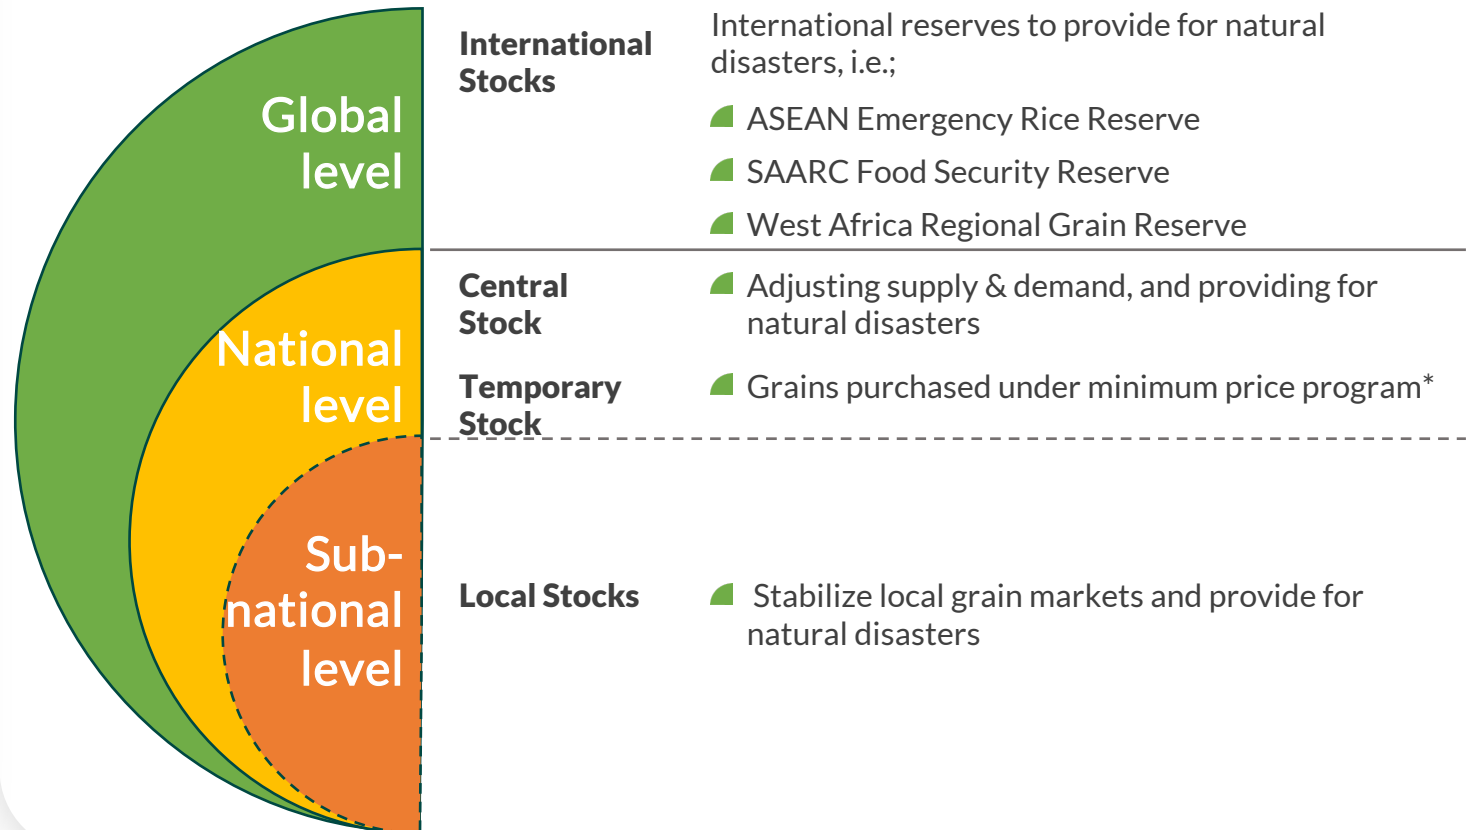 Global
level
International
Stocks
International reserves to provide for natural
disasters, i.e.;
ASEAN Emergency Rice Reserve
SAARC Food Security Reserve
West Africa Regional Grain Reserve
National
level
Central
Stock
Adjusting supply & demand, and providing for
natural disasters
Temporary
Stock
Grains purchased under minimum price program*
Sub-
national
level
Local Stocks
Stabilize local grain markets and provide for
natural disasters